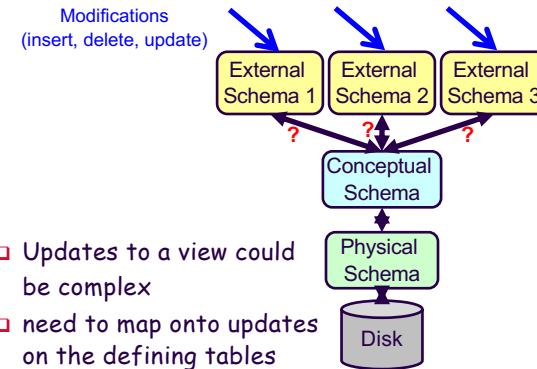 Modifications
(insert, delete, update)
External
Schema 1
External
Schema 2
External
Schema 3
?
?
?
Conceptual
Schema
Physical
Schema
Disk
Updates to a view could
be complex
need to map onto updates
on the defining tables